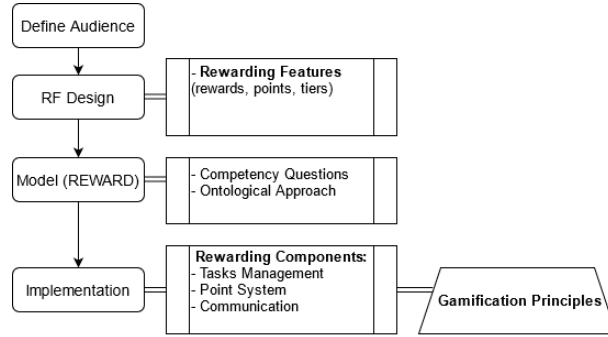 Define Audience
RF Design
- Rewarding Features
(rewards, points, tiers)
Model (REWARD)
- Competency Questions
- Ontological Approach
Implementation
Rewarding Components:
- Tasks Management
- Point System
- Communication
Gamification Principles